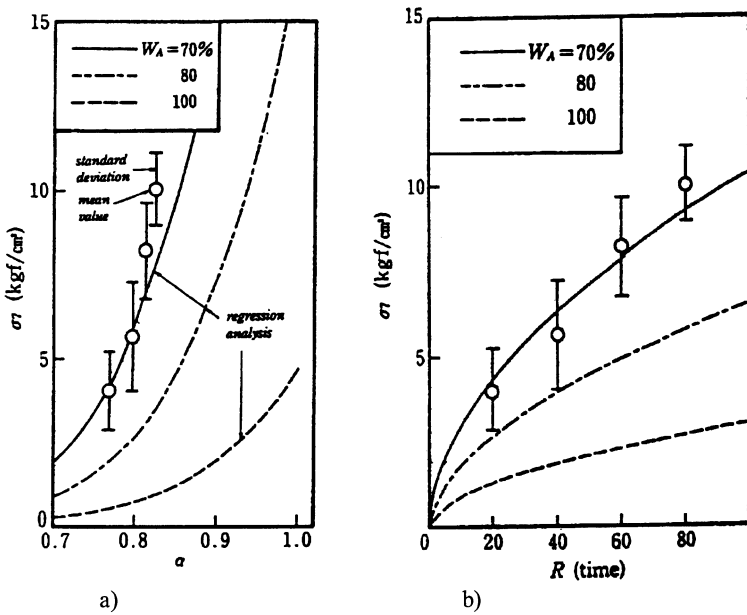 15
10
5
0
σ7 (kgf/cm²)
W_A=70%
80
100
standard
deviation
mean
value
regression
analysis
0.7 0.8 0.9 1.0
α
a)
15
10
5
σ7 (kgf/cm²)
W_A=70%
80
100
0 20 40 60 80
R (time)
b)